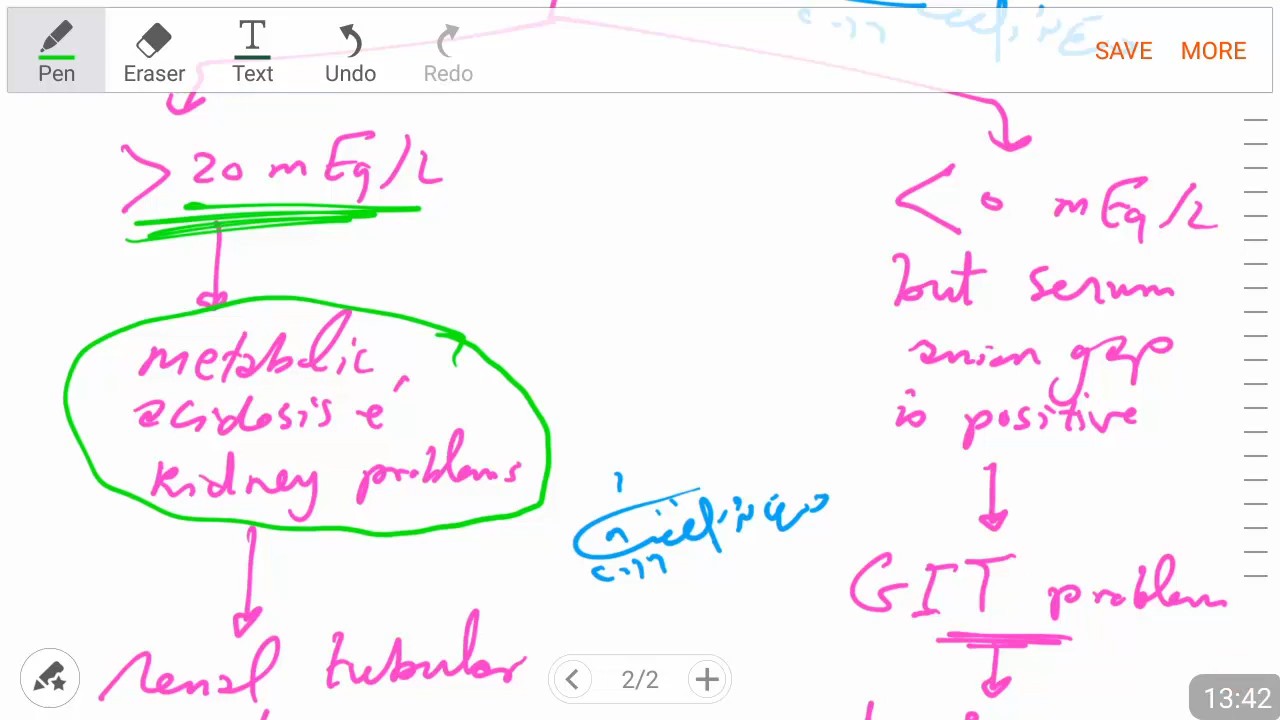 Pen
Eraser
Text
Undo
Redo
SAVE
MORE
> 20 mEq/L
metabolic
acidosis c̄
kidney problems
renal tubular
< 0 mEq/L
but serum
anion gap
is positive
GIT problem
2/2
13:42